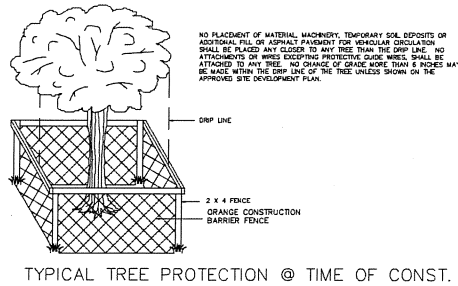 NO PLACEMENT OF MATERIAL MACHINERY, TEMPORARY SOIL DEPOSITS OR
ADDITIONAL FILL OR ASPHALT PAVEMENT FOR VEHICULAR CIRCULATION
SHALL BE PLACED ANY CLOSER TO ANY TREE THAN THE DRIP LINE. NO
ATTACHMENTS OR WIRES EXCEPTING PROTECTIVE GUIDE WIRES, SHALL BE
ATTACHED TO ANY TREE. NO CHANGE OF GRADE MORE THAN 6 INCHES MAY
BE MADE WITHIN THE DRIP LINE OF THE TREE UNLESS SHOWN ON THE
APPROVED SITE DEVELOPMENT PLAN.
DRIP LINE
2 X 4 FENCE
ORANGE CONSTRUCTION
BARRIER FENCE
TYPICAL TREE PROTECTION @ TIME OF CONST.